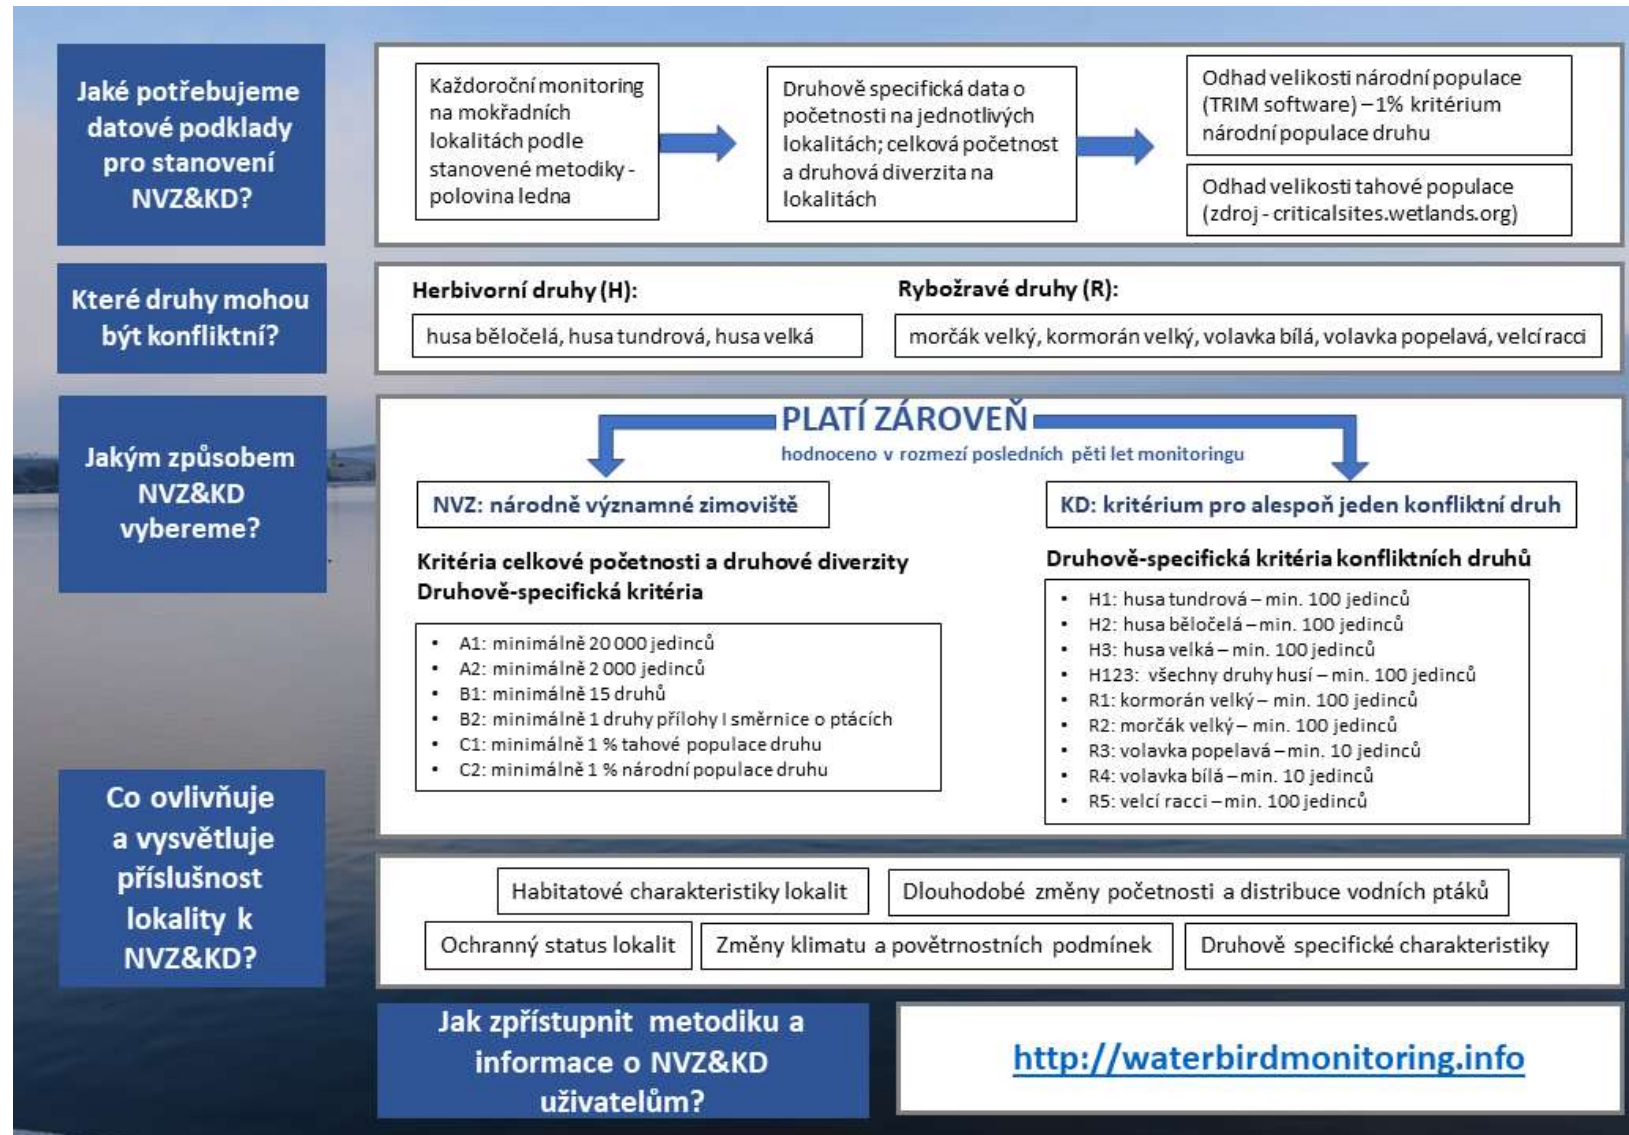 Jaké potřebujeme
datové podklady
pro stanovení
NVZ&KD?
Každoroční monitoring
na mokřadních
lokalitách podle
stanovené metodiky -
polovina ledna
Druhově specifická data o
početnosti na jednotlivých
lokalitách; celková početnost
a druhová diverzita na
lokalitách
Odhad velikosti národní populace
(TRIM software) – 1% kritérium
národní populace druhu
Odhad velikosti tahové populace
(zdroj - criticalsites.wetlands.org)
Které druhy mohou
být konfliktní?
Herbivorní druhy (H):
husa běločelá, husa tundrová, husa velká
Rybožravé druhy (R):
morčák velký, kormorán velký, volavka bílá, volavka popelavá, velcí racci
Jakým způsobem
NVZ&KD
vybereme?
PLATÍ ZÁROVEŇ
hodnoceno v rozmezí posledních pěti let monitoringu
NVZ: národně významné zimoviště
Kritéria celkové početnosti a druhové diverzity
Druhově-specifická kritéria
• A1: minimálně 20 000 jedinců
• A2: minimálně 2 000 jedinců
• B1: minimálně 15 druhů
• B2: minimálně 1 druhy přílohy I směrnice o ptácích
• C1: minimálně 1 % tahové populace druhu
• C2: minimálně 1 % národní populace druhu
KD: kritérium pro alespoň jeden konfliktní druh
Druhově-specifická kritéria konfliktních druhů
• H1: husa tundrová – min. 100 jedinců
• H2: husa běločelá – min. 100 jedinců
• H3: husa velká – min. 100 jedinců
• H123: všechny druhy husí – min. 100 jedinců
• R1: kormorán velký – min. 100 jedinců
• R2: morčák velký – min. 100 jedinců
• R3: volavka popelavá – min. 10 jedinců
• R4: volavka bílá – min. 10 jedinců
• R5: velcí racci – min. 100 jedinců
Co ovlivňuje
a vysvětluje
příslušnost
lokality k
NVZ&KD?
Habitatové charakteristiky lokalit
Dlouhodobé změny početnosti a distribuce vodních ptáků
Ochranný status lokalit
Změny klimatu a povětrnostních podmínek
Druhově specifické charakteristiky
Jak zpřístupnit metodiku a
informace o NVZ&KD
uživatelům?
http://waterbirdmonitoring.info